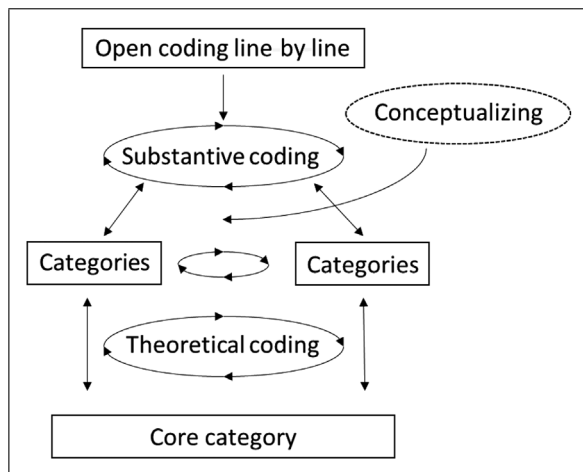 Open coding line by line
Conceptualizing
Substantive coding
Categories
Categories
Theoretical coding
Core category